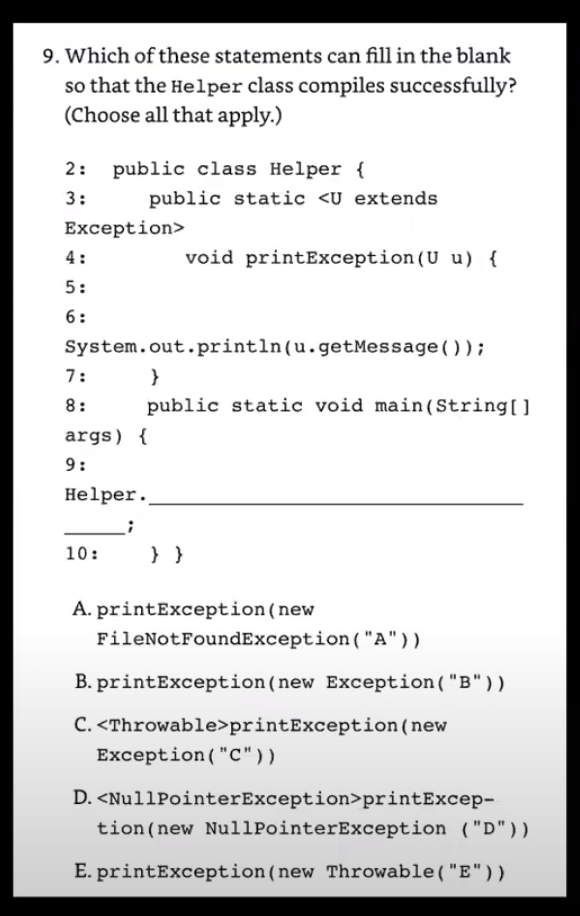 9. Which of these statements can fill in the blank
so that the Helper class compiles successfully?
(Choose all that apply.)
2: public class Helper {
3: public static <U extends
Exception>
4: void printException(U u) {
5:
6:
System.out.println(u.getMessage());
7: }
8: public static void main(String[]
args) {
9:
Helper.______________________
_____;
10: } }
A. printException(new
FileNotFoundException("A"))
B. printException(new Exception("B"))
C. <Throwable>printException(new
Exception("C"))
D. <NullPointerException>printExcep-
tion(new NullPointerException ("D"))
E. printException(new Throwable("E"))